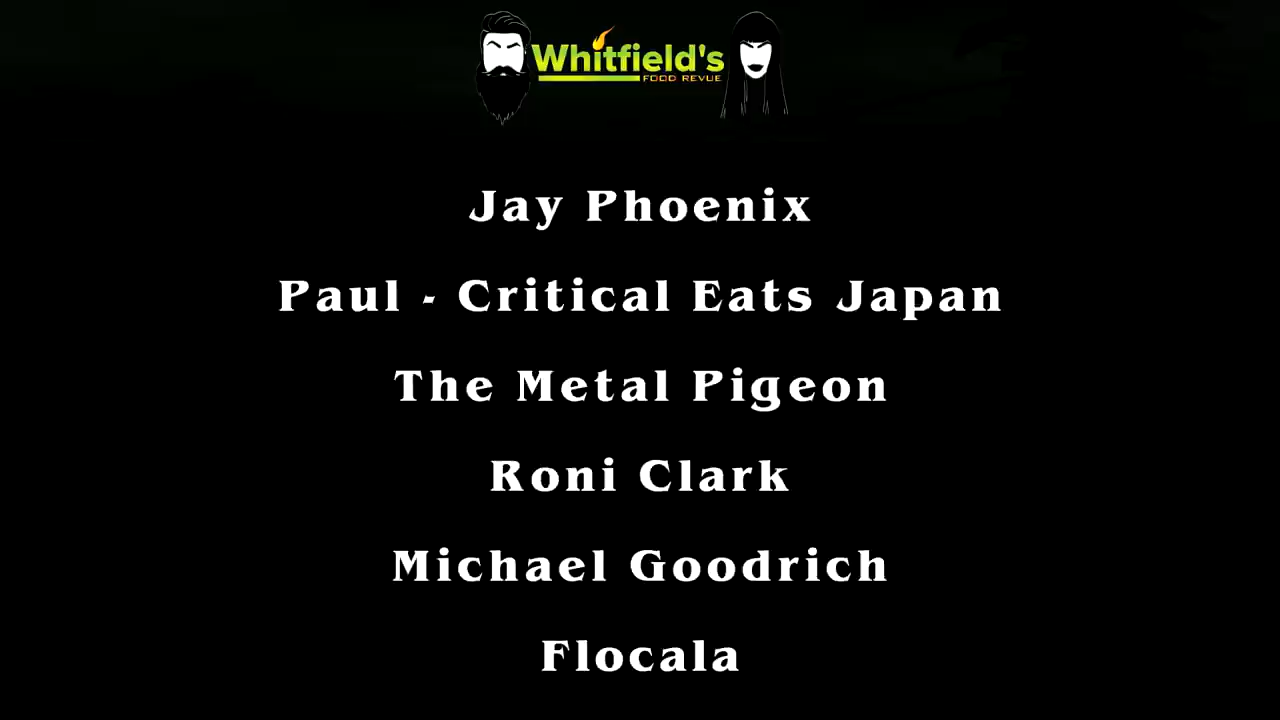 Whitfield's
FOOD REVUE
Jay Phoenix
Paul - Critical Eats Japan
The Metal Pigeon
Roni Clark
Michael Goodrich
Flocala